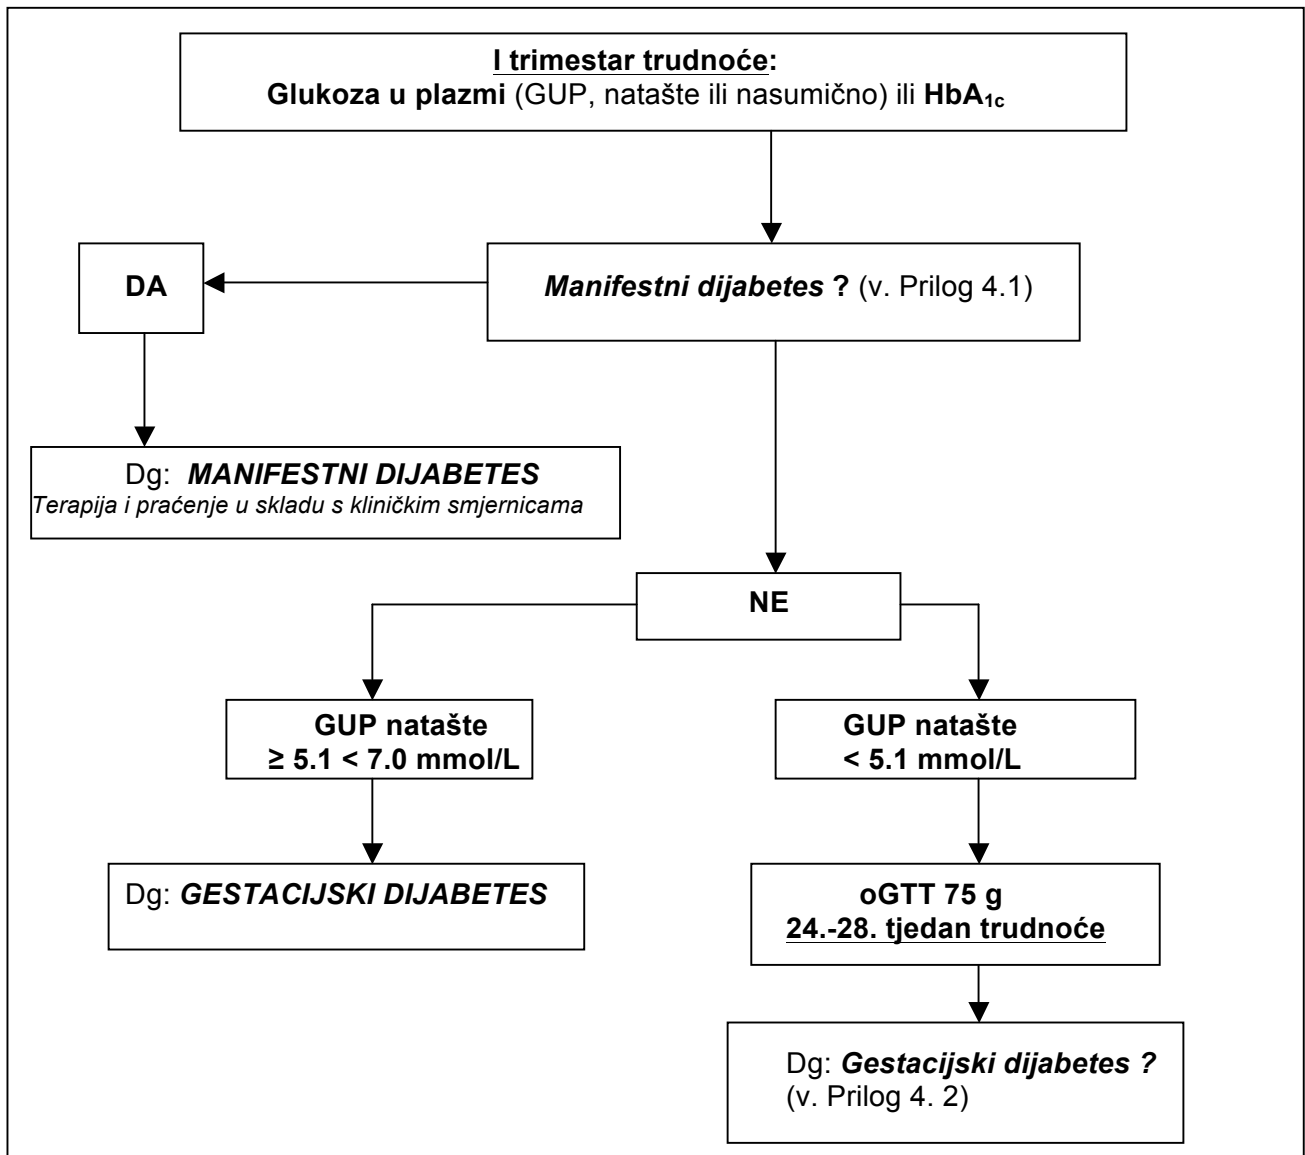 I trimestar trudnoće:
Glukoza u plazmi (GUP, natašte ili nasumično) ili HbA1c
DA
Manifestni dijabetes ? (v. Prilog 4.1)
Dg: MANIFESTNI DIJABETES
Terapija i praćenje u skladu s kliničkim smjernicama
NE
GUP natašte
≥ 5.1 < 7.0 mmol/L
GUP natašte
< 5.1 mmol/L
Dg: GESTACIJSKI DIJABETES
oGTT 75 g
24.-28. tjedan trudnoće
Dg: Gestacijski dijabetes ?
(v. Prilog 4. 2)